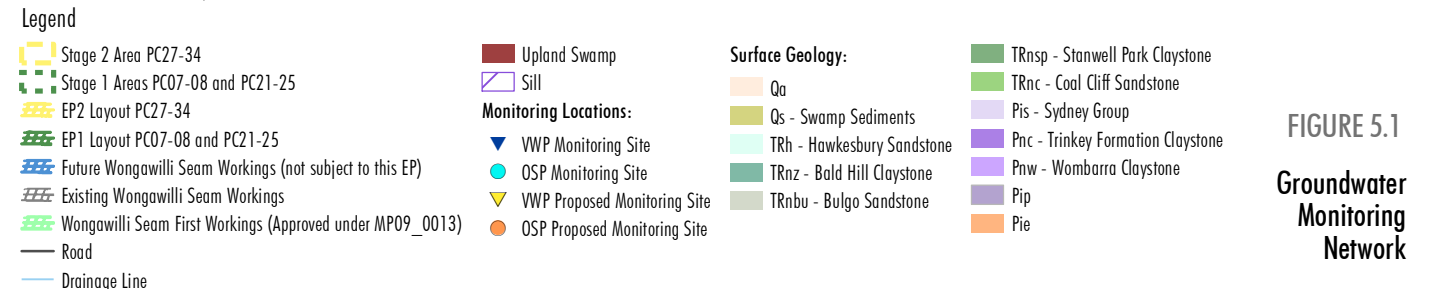 Legend
Stage 2 Area PC27-34
Stage 1 Areas PC07-08 and PC21-25
EP2 Layout PC27-34
EP1 Layout PC07-08 and PC21-25
Future Wongawilli Seam Workings (not subject to this EP)
Existing Wongawilli Seam Workings
Wongawilli Seam First Workings (Approved under MP09_0013)
Road
Drainage Line
Upland Swamp
Sill
Monitoring Locations:
VWP Monitoring Site
OSP Monitoring Site
VWP Proposed Monitoring Site
OSP Proposed Monitoring Site
Surface Geology:
Qa
Qs - Swamp Sediments
TRh - Hawkesbury Sandstone
TRnz - Bald Hill Claystone
TRnbu - Bulgo Sandstone
TRnsp - Stanwell Park Claystone
TRnc - Coal Cliff Sandstone
Pis - Sydney Group
Pnc - Trinkey Formation Claystone
Pnw - Wombarra Claystone
Pip
Pie
FIGURE 5.1
Groundwater
Monitoring
Network